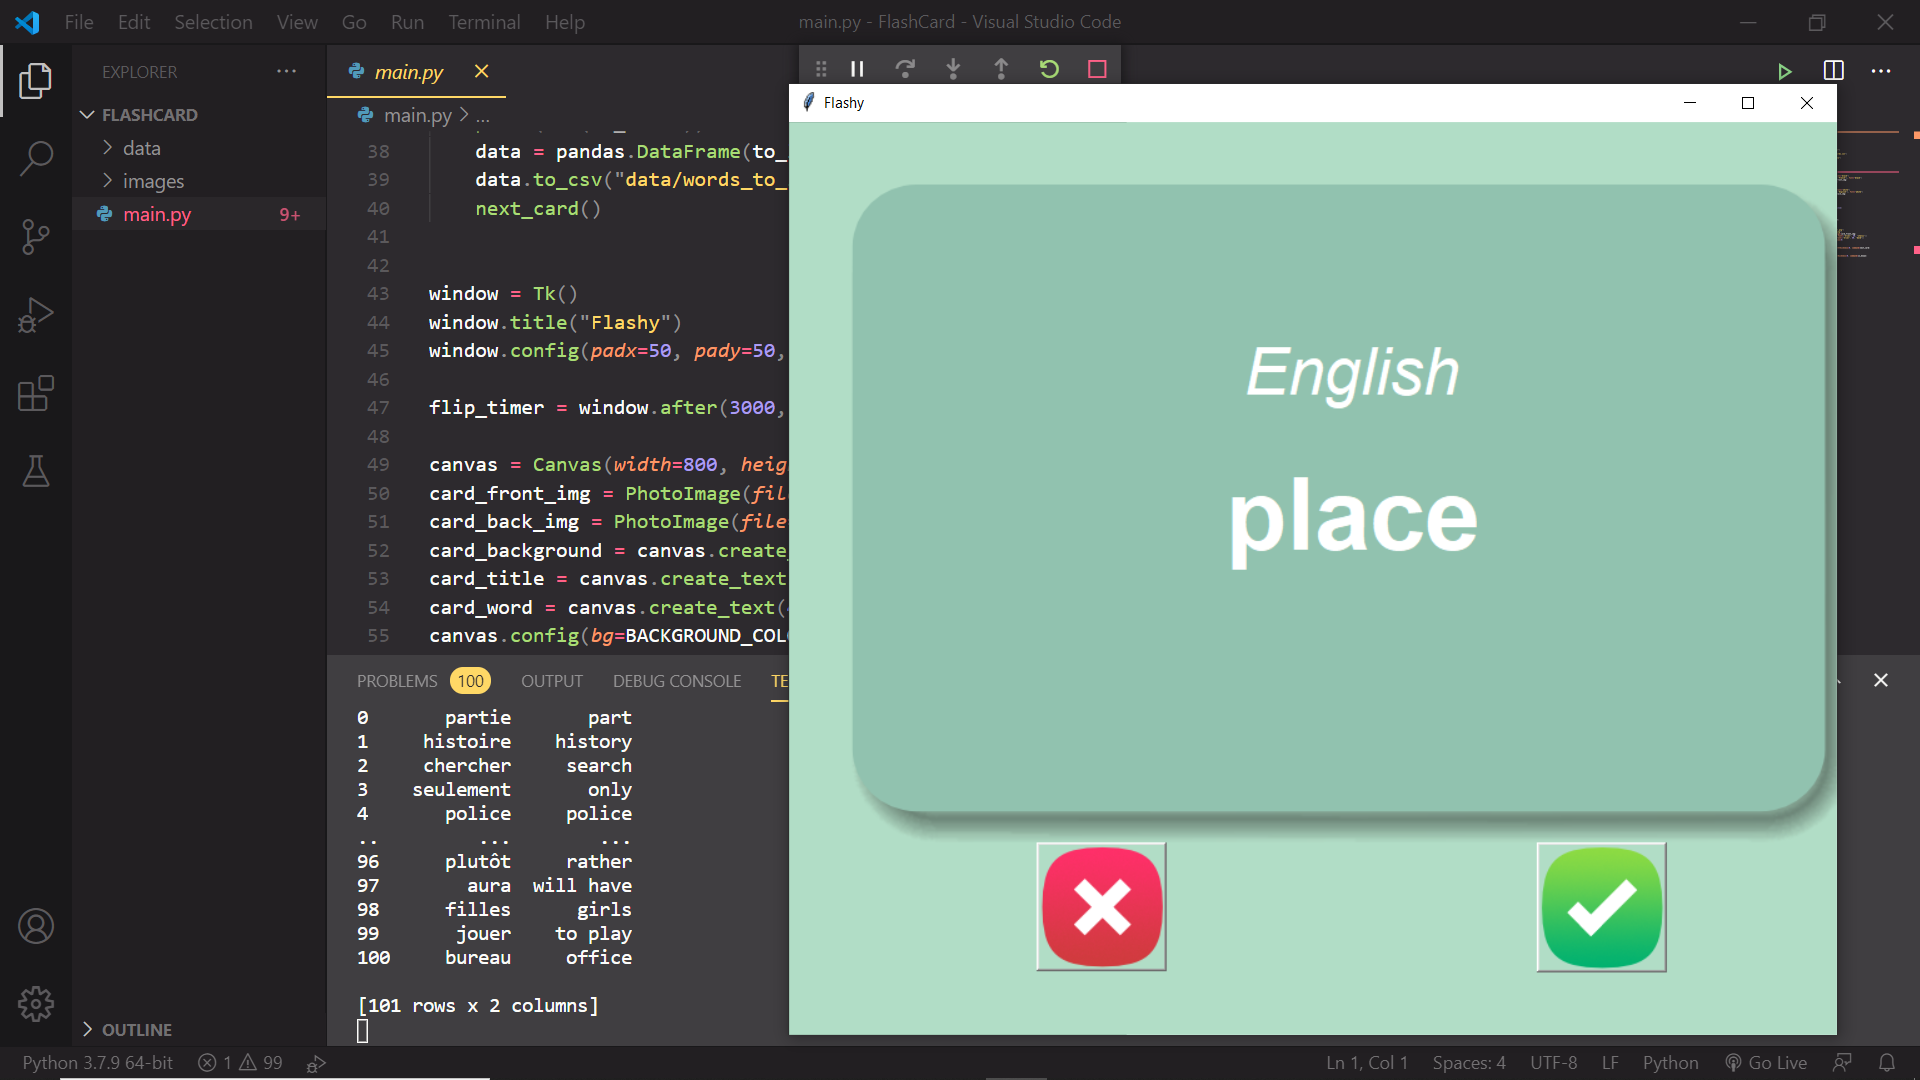 File Edit Selection View Go Run Terminal Help
main.py - FlashCard - Visual Studio Code
EXPLORER
FLASHCARD
data
images
main.py 9+
OUTLINE
main.py
main.py > ...
38 data = pandas.DataFrame(to_
39 data.to_csv("data/words_to_
40 next_card()
41
42
43 window = Tk()
44 window.title("Flashy")
45 window.config(padx=50, pady=50,
46
47 flip_timer = window.after(3000,
48
49 canvas = Canvas(width=800, heig
50 card_front_img = PhotoImage(fil
51 card_back_img = PhotoImage(file
52 card_background = canvas.create_
53 card_title = canvas.create_text
54 card_word = canvas.create_text(
55 canvas.config(bg=BACKGROUND_COL
PROBLEMS 100 OUTPUT DEBUG CONSOLE TE
0 partie part
1 histoire history
2 chercher search
3 seulement only
4 police police
.. ... ...
96 plutôt rather
97 aura will have
98 filles girls
99 jouer to play
100 bureau office
[101 rows x 2 columns]
Flashy
English
place
Python 3.7.9 64-bit 1 99
Ln 1, Col 1 Spaces: 4 UTF-8 LF Python Go Live